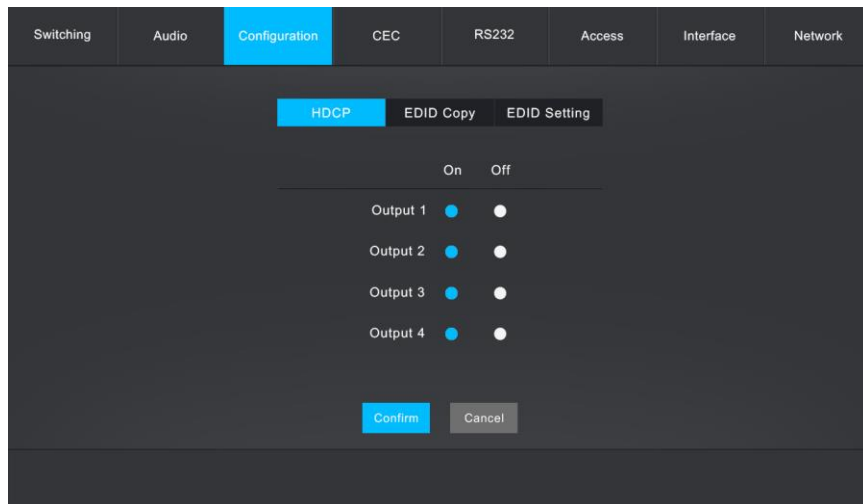 Switching Audio Configuration CEC RS232 Access Interface Network
HDCP EDID Copy EDID Setting
On Off
Output 1
Output 2
Output 3
Output 4
Confirm Cancel